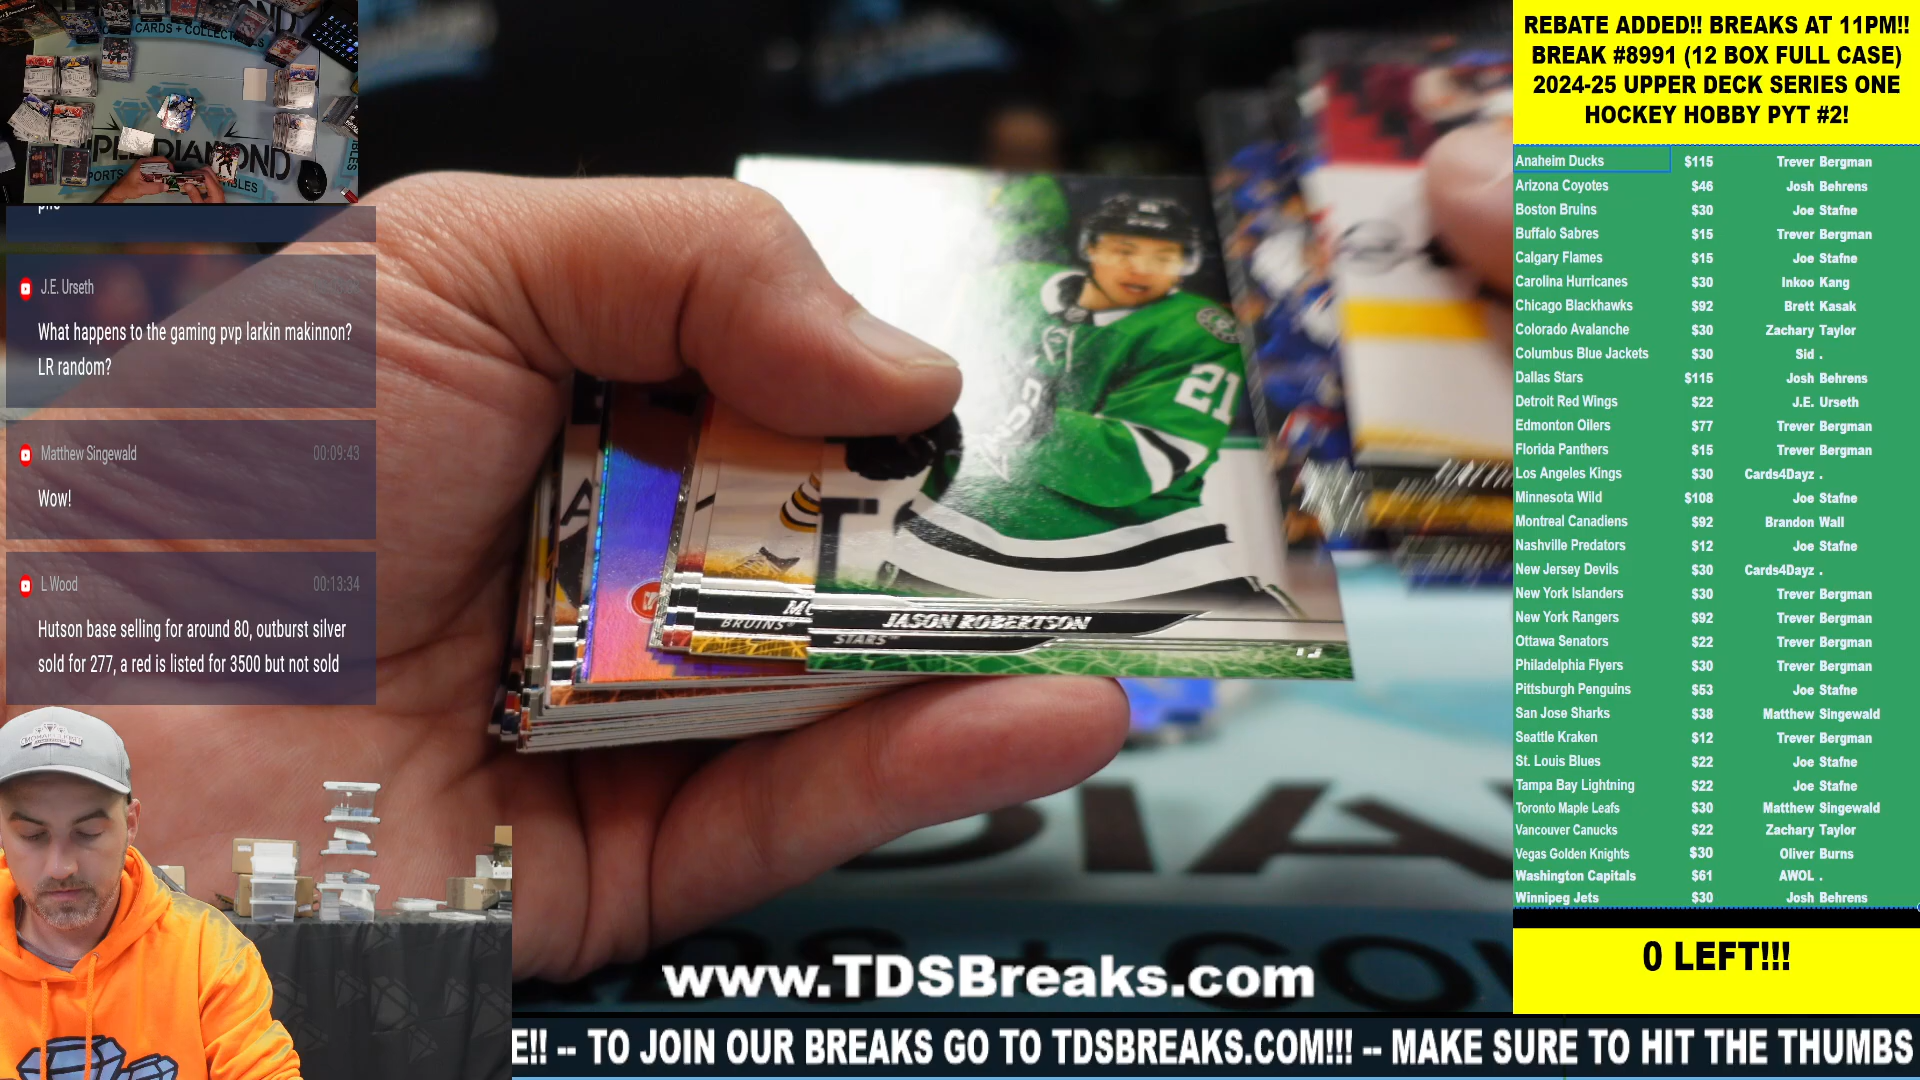 REBATE ADDED!! BREAKS AT 11PM!!
BREAK #8991 (12 BOX FULL CASE)
2024-25 UPPER DECK SERIES ONE
HOCKEY HOBBY PYT #2!
Anaheim Ducks $115 Trever Bergman
Arizona Coyotes $46 Josh Behrens
Boston Bruins $30 Joe Stafne
Buffalo Sabres $15 Trever Bergman
Calgary Flames $15 Joe Stafne
Carolina Hurricanes $30 Inkoo Kang
Chicago Blackhawks $92 Brett Kasak
Colorado Avalanche $30 Zachary Taylor
Columbus Blue Jackets $30 Sid .
Dallas Stars $115 Josh Behrens
Detroit Red Wings $22 J.E. Urseth
Edmonton Oilers $77 Trever Bergman
Florida Panthers $15 Trever Bergman
Los Angeles Kings $30 Cards4Dayz .
Minnesota Wild $108 Joe Stafne
Montreal Canadiens $92 Brandon Wall
Nashville Predators $12 Joe Stafne
New Jersey Devils $30 Cards4Dayz .
New York Islanders $30 Trever Bergman
New York Rangers $92 Trever Bergman
Ottawa Senators $22 Trever Bergman
Philadelphia Flyers $30 Trever Bergman
Pittsburgh Penguins $53 Joe Stafne
San Jose Sharks $38 Matthew Singewald
Seattle Kraken $12 Trever Bergman
St. Louis Blues $22 Joe Stafne
Tampa Bay Lightning $22 Joe Stafne
Toronto Maple Leafs $30 Matthew Singewald
Vancouver Canucks $22 Zachary Taylor
Vegas Golden Knights $30 Oliver Burns
Washington Capitals $61 AWOL .
Winnipeg Jets $30 Josh Behrens
0 LEFT!!!
CARDS + COLLECTIBLES
DIAMOND
J.E. Urseth
What happens to the gaming pvp larkin makinnon?
LR random?
Matthew Singewald 00:09:43
Wow!
L Wood 00:13:34
Hutson base selling for around 80, outburst silver
sold for 277, a red is listed for 3500 but not sold
21
JASON ROBERTSON
STARS
BRUINS
www.TDSBreaks.com
E!! -- TO JOIN OUR BREAKS GO TO TDSBREAKS.COM!!! -- MAKE SURE TO HIT THE THUMBS